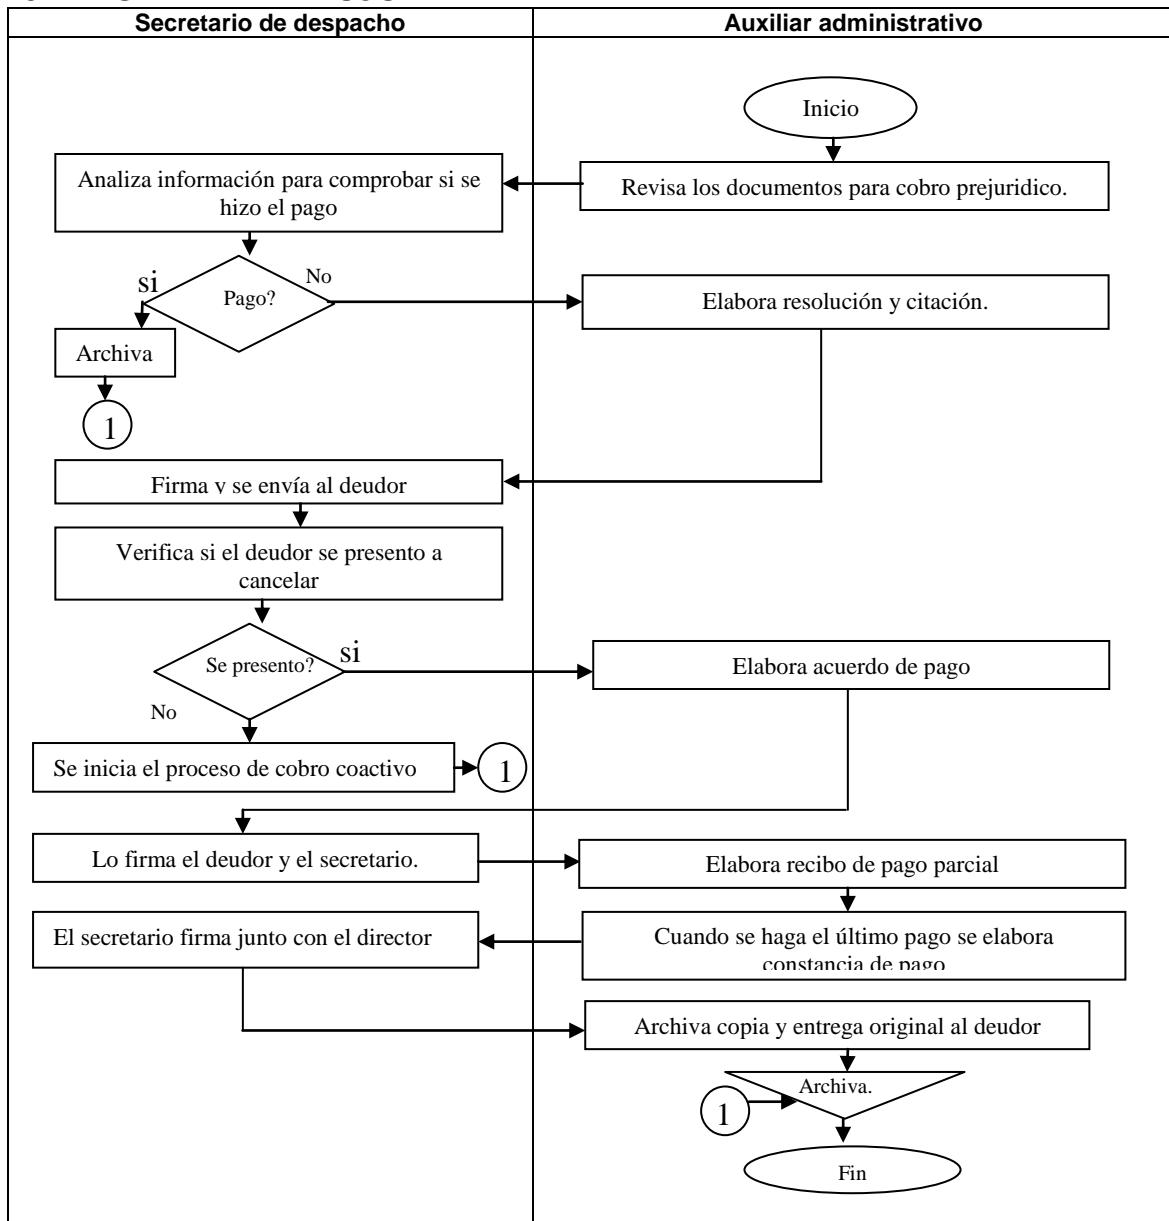 Secretario de despacho
Auxiliar administrativo
Inicio
Revisa los documentos para cobro prejuridico.
Analiza información para comprobar si se
hizo el pago
si
No
Pago?
Elabora resolución y citación.
Archiva
1
Firma y se envía al deudor
Verifica si el deudor se presento a
cancelar
Se presento?
si
Elabora acuerdo de pago
No
Se inicia el proceso de cobro coactivo
1
Lo firma el deudor y el secretario.
Elabora recibo de pago parcial
El secretario firma junto con el director
Cuando se haga el último pago se elabora
constancia de pago
Archiva copia y entrega original al deudor
Archiva.
1
Fin